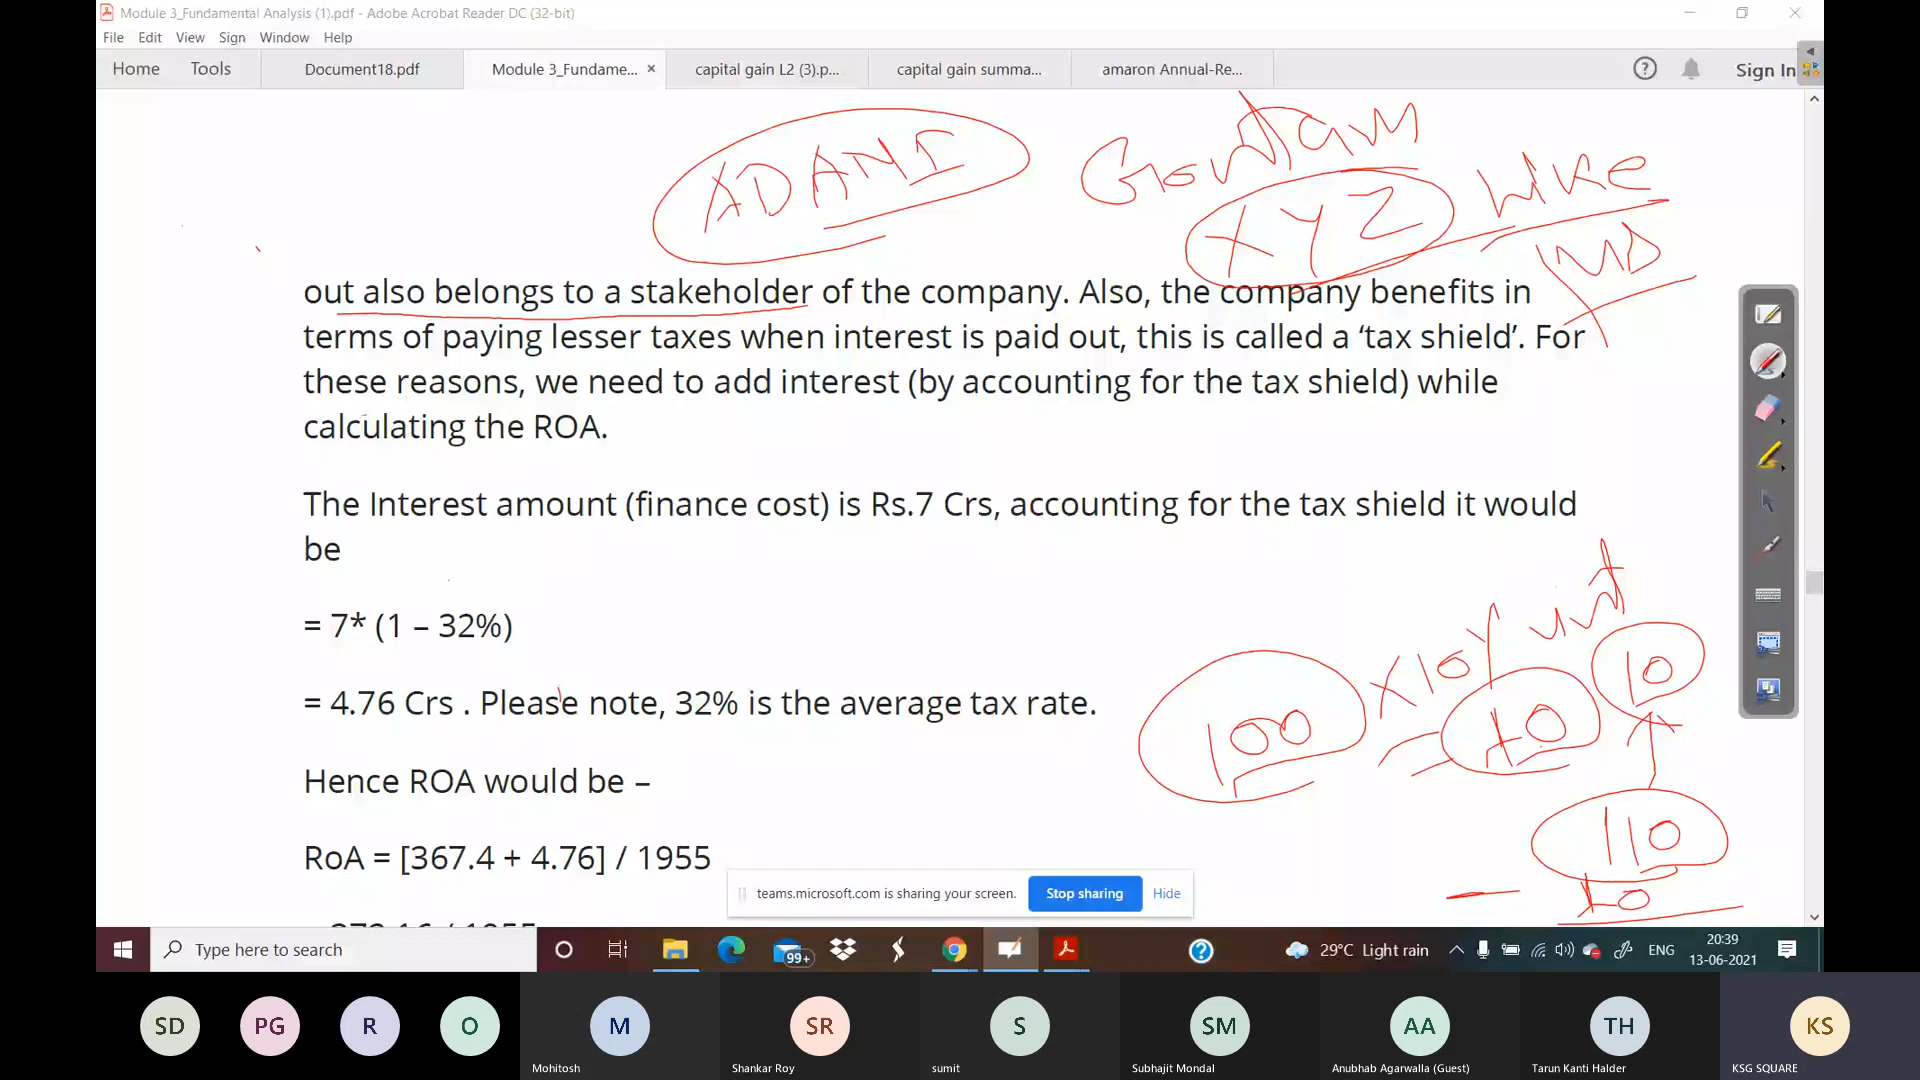 Module 3_Fundamental Analysis (1).pdf - Adobe Acrobat Reader DC (32-bit)
File Edit View Sign Window Help
Home Tools Document18.pdf Module 3_Fundame... × capital gain L2 (3).p... capital gain summa... amaron Annual-Re... Sign In
ADANI Gowtam
XYZ
MD
out also belongs to a stakeholder of the company. Also, the company benefits in
terms of paying lesser taxes when interest is paid out, this is called a ‘tax shield’. For
these reasons, we need to add interest (by accounting for the tax shield) while
calculating the ROA.
The Interest amount (finance cost) is Rs.7 Crs, accounting for the tax shield it would
be
= 7* (1 – 32%)
= 4.76 Crs . Please note, 32% is the average tax rate.
100 10 10
110
10
Hence ROA would be –
RoA = [367.4 + 4.76] / 1955
teams.microsoft.com is sharing your screen. Stop sharing Hide
Type here to search
99+
29°C Light rain
ENG
20:39
13-06-2021
SD PG R O M SR S SM AA TH KS
Mohitosh Shankar Roy sumit Subhajit Mondal Anubhab Agarwalla (Guest) Tarun Kanti Halder KSG SQUARE